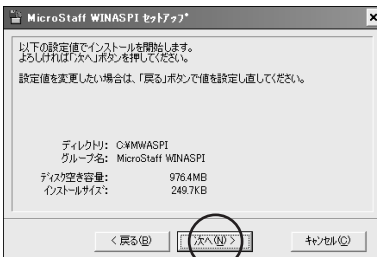 MicroStaff WINASPI ｾｯﾄｱｯﾌﾟ
以下の設定値でインストールを開始します。
よろしければ「次へ」ボタンを押してください。
設定値を変更したい場合は、「戻る」ボタンで値を設定し直してください。
ディレクトリ: C:¥MWASPI
グループ名: MicroStaff WINASPI
ﾃﾞｨｽｸ空き容量: 976.4MB
ｲﾝｽﾄｰﾙｻｲｽﾞ: 249.7KB
< 戻る(B)
次へ(N) >
ｷｬﾝｾﾙ(C)